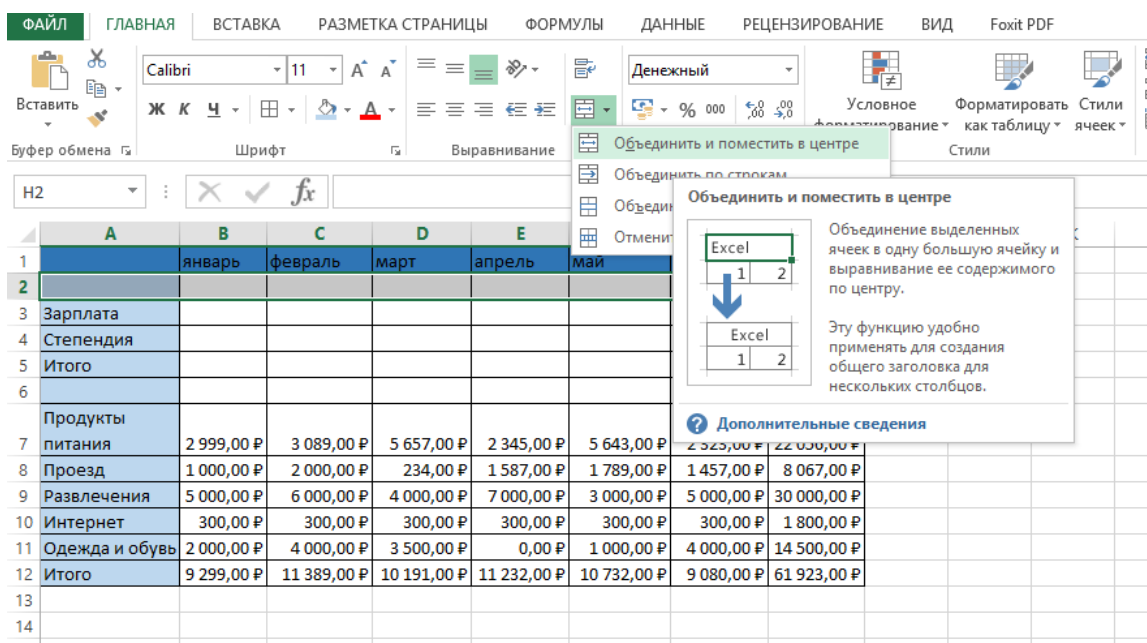 ФАЙЛ ГЛАВНАЯ ВСТАВКА РАЗМЕТКА СТРАНИЦЫ ФОРМУЛЫ ДАННЫЕ РЕЦЕНЗИРОВАНИЕ ВИД Foxit PDF
Calibri 11 Денежный
Вставить Ж К Ч % 000 Условное Форматировать Стили
форматирование как таблицу ячеек
Буфер обмена Шрифт Выравнивание Стили
Объединить и поместить в центре
Объединить по строкам
H2 fx
Объединить и поместить в центре
Объединение выделенных
ячеек в одну большую ячейку и
выравнивание ее содержимого
по центру.
Excel
1 2
Excel
1 2
Эту функцию удобно
применять для создания
общего заголовка для
нескольких столбцов.
Дополнительные сведения
A B C D E
1 январь февраль март апрель май
2
3 Зарплата
4 Степендия
5 Итого
6
Продукты
7 питания 2 999,00 ₽ 3 089,00 ₽ 5 657,00 ₽ 2 345,00 ₽ 5 643,00 ₽ 2 323,00 ₽ 22 056,00 ₽
8 Проезд 1 000,00 ₽ 2 000,00 ₽ 234,00 ₽ 1 587,00 ₽ 1 789,00 ₽ 1 457,00 ₽ 8 067,00 ₽
9 Развлечения 5 000,00 ₽ 6 000,00 ₽ 4 000,00 ₽ 7 000,00 ₽ 3 000,00 ₽ 5 000,00 ₽ 30 000,00 ₽
10 Интернет 300,00 ₽ 300,00 ₽ 300,00 ₽ 300,00 ₽ 300,00 ₽ 300,00 ₽ 1 800,00 ₽
11 Одежда и обувь 2 000,00 ₽ 4 000,00 ₽ 3 500,00 ₽ 0,00 ₽ 1 000,00 ₽ 4 000,00 ₽ 14 500,00 ₽
12 Итого 9 299,00 ₽ 11 389,00 ₽ 10 191,00 ₽ 11 232,00 ₽ 10 732,00 ₽ 9 080,00 ₽ 61 923,00 ₽
13
14